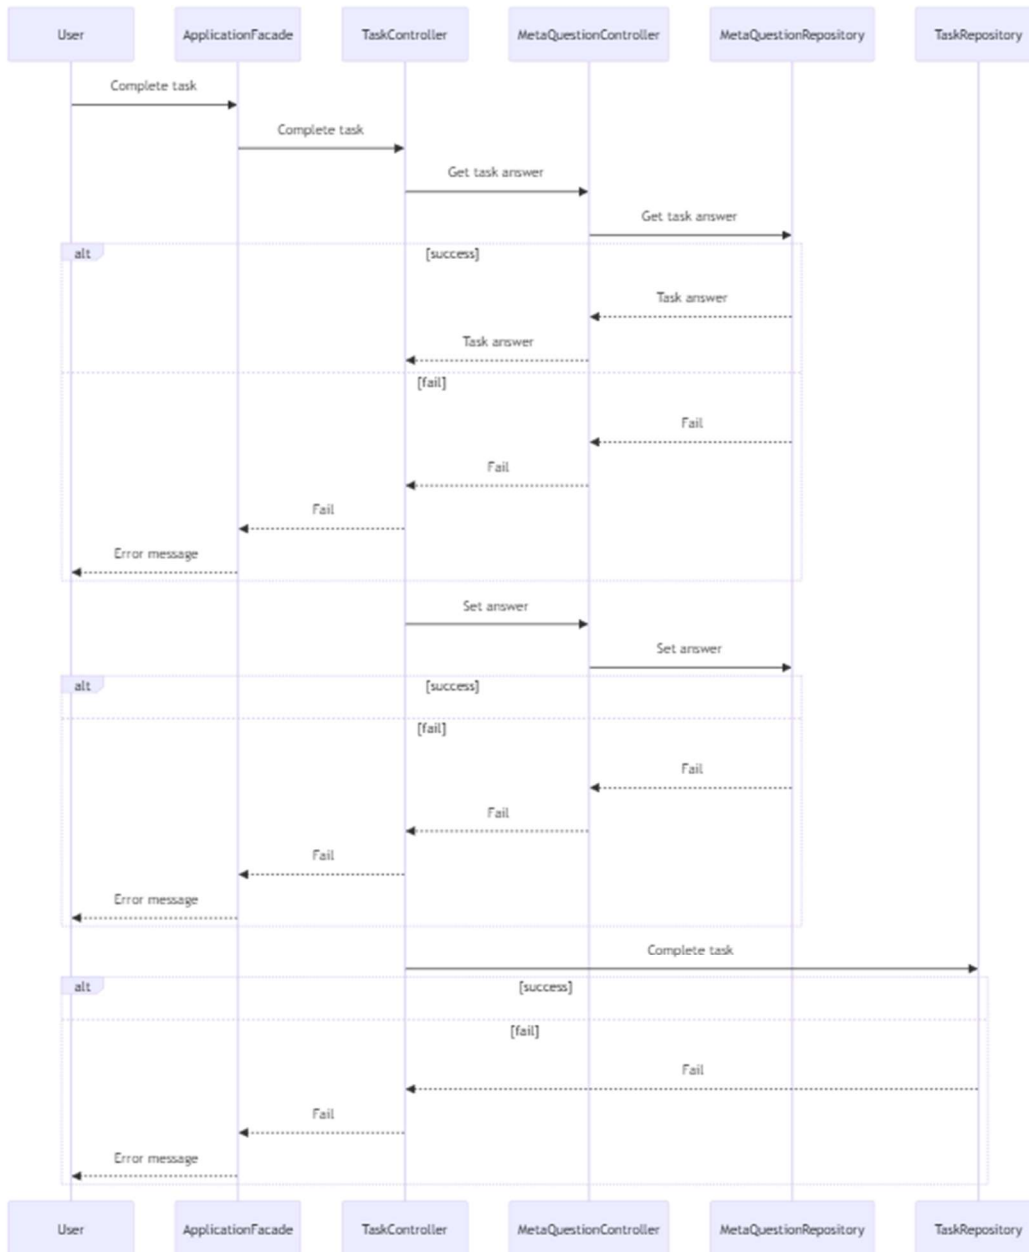 User ApplicationFacade TaskController MetaQuestionController MetaQuestionRepository TaskRepository
Complete task
Complete task
Get task answer
Get task answer
alt [success]
Task answer
Task answer
[fail]
Fail
Fail
Fail
Error message
Set answer
Set answer
alt [success]
[fail]
Fail
Fail
Fail
Error message
Complete task
alt [success]
[fail]
Fail
Fail
Error message
User ApplicationFacade TaskController MetaQuestionController MetaQuestionRepository TaskRepository